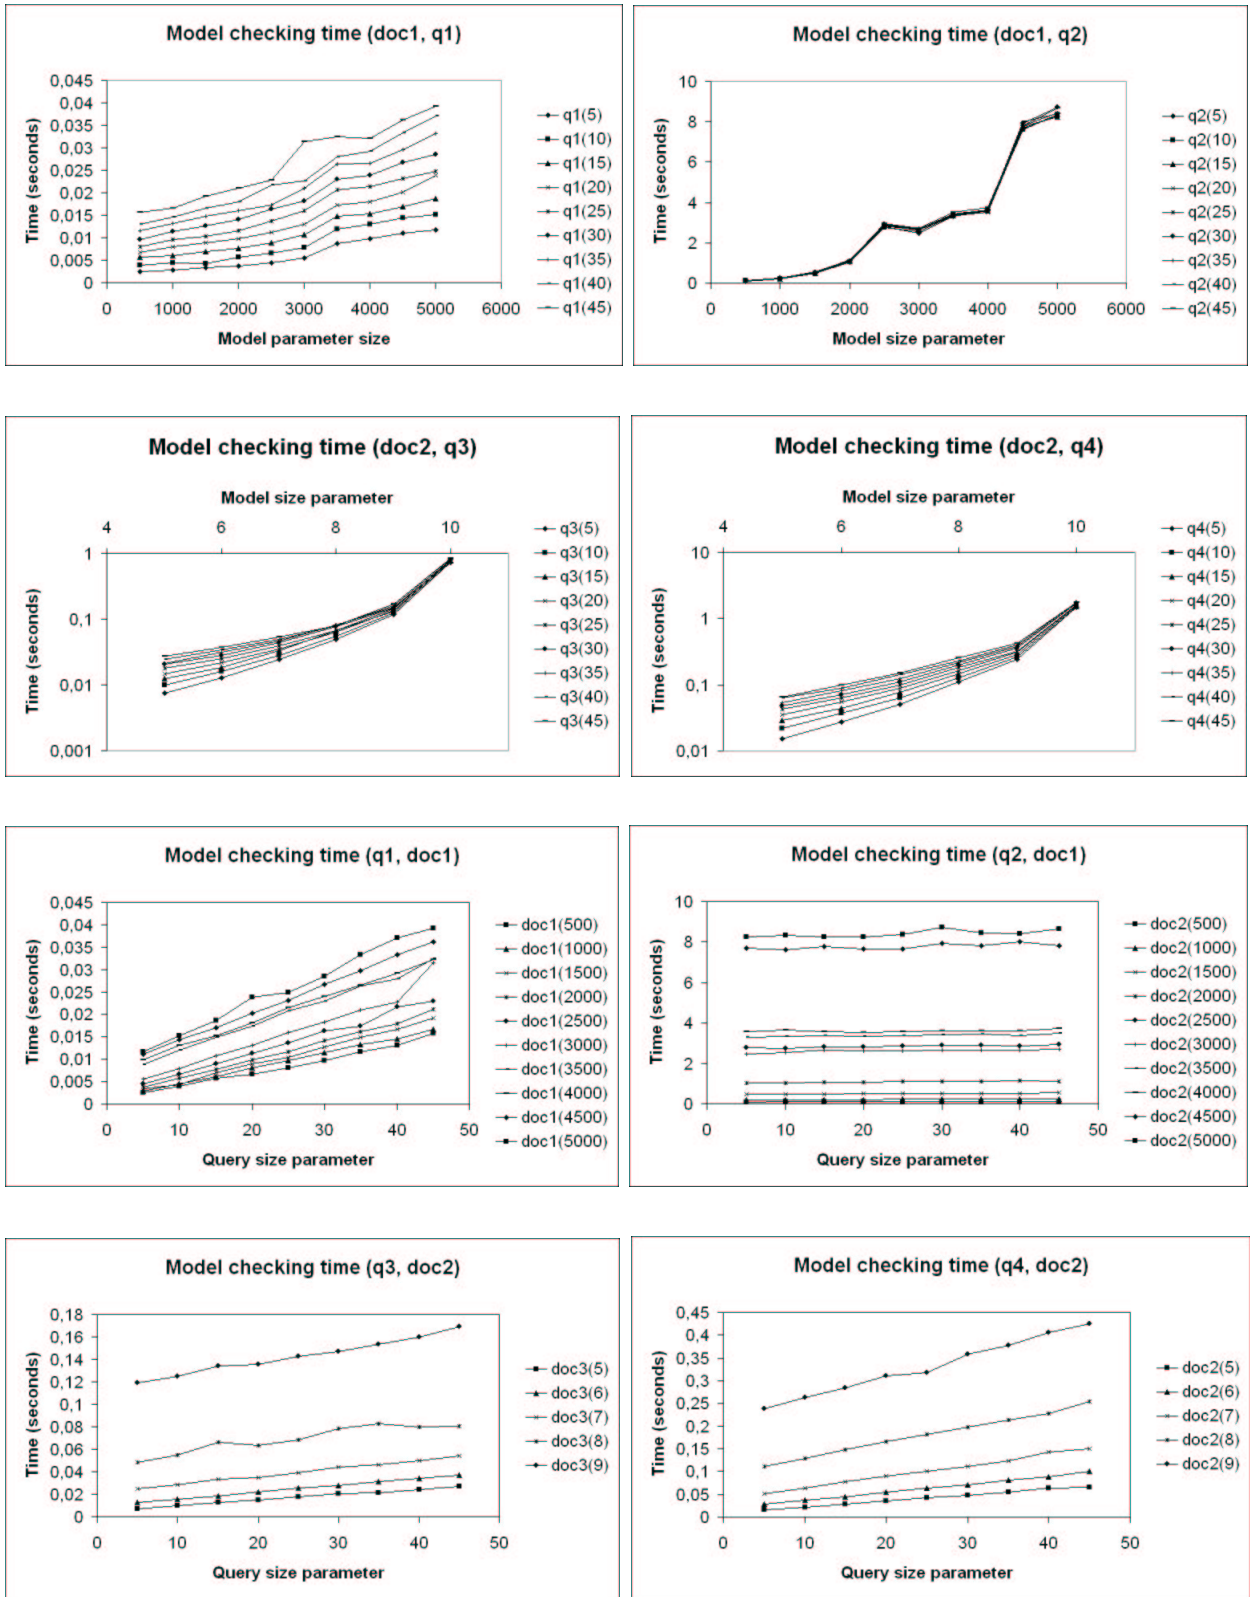 Model checking time (doc1, q1)
Time (seconds)
0,045
0,04
0,035
0,03
0,025
0,02
0,015
0,01
0,005
0
0 1000 2000 3000 4000 5000 6000
Model parameter size
q1(5)
q1(10)
q1(15)
q1(20)
q1(25)
q1(30)
q1(35)
q1(40)
q1(45)
Model checking time (doc1, q2)
Time (seconds)
10
8
6
4
2
0
0 1000 2000 3000 4000 5000 6000
Model size parameter
q2(5)
q2(10)
q2(15)
q2(20)
q2(25)
q2(30)
q2(35)
q2(40)
q2(45)
Model checking time (doc2, q3)
Model size parameter
4 6 8 10
Time (seconds)
1
0,1
0,01
0,001
q3(5)
q3(10)
q3(15)
q3(20)
q3(25)
q3(30)
q3(35)
q3(40)
q3(45)
Model checking time (doc2, q4)
Model size parameter
4 6 8 10
Time (seconds)
10
1
0,1
0,01
q4(5)
q4(10)
q4(15)
q4(20)
q4(25)
q4(30)
q4(35)
q4(40)
q4(45)
Model checking time (q1, doc1)
Time (seconds)
0,045
0,04
0,035
0,03
0,025
0,02
0,015
0,01
0,005
0
0 10 20 30 40 50
Query size parameter
doc1(500)
doc1(1000)
doc1(1500)
doc1(2000)
doc1(2500)
doc1(3000)
doc1(3500)
doc1(4000)
doc1(4500)
doc1(5000)
Model checking time (q2, doc1)
Time (seconds)
10
8
6
4
2
0
0 10 20 30 40 50
Query size parameter
doc2(500)
doc2(1000)
doc2(1500)
doc2(2000)
doc2(2500)
doc2(3000)
doc2(3500)
doc2(4000)
doc2(4500)
doc2(5000)
Model checking time (q3, doc2)
Time (seconds)
0,18
0,16
0,14
0,12
0,1
0,08
0,06
0,04
0,02
0
0 10 20 30 40 50
Query size parameter
doc3(5)
doc3(6)
doc3(7)
doc3(8)
doc3(9)
Model checking time (q4, doc2)
Time (seconds)
0,45
0,4
0,35
0,3
0,25
0,2
0,15
0,1
0,05
0
0 10 20 30 40 50
Query size parameter
doc2(5)
doc2(6)
doc2(7)
doc2(8)
doc2(9)